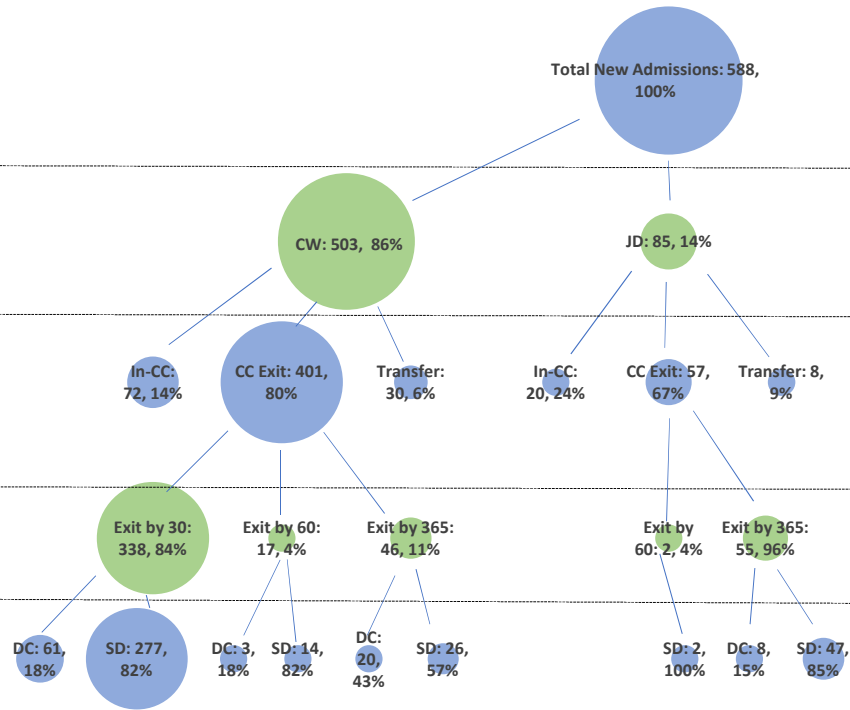 Total New Admissions: 588,
100%
CW: 503, 86%
JD: 85, 14%
In-CC:
72, 14%
CC Exit: 401,
80%
Transfer:
30, 6%
In-CC:
20, 24%
CC Exit: 57,
67%
Transfer: 8,
9%
Exit by 30:
338, 84%
Exit by 60:
17, 4%
Exit by 365:
46, 11%
Exit by
60: 2, 4%
Exit by 365:
55, 96%
DC: 61,
18%
SD: 277,
82%
DC: 3,
18%
SD: 14,
82%
DC:
20,
43%
SD: 26,
57%
SD: 2,
100%
DC: 8,
15%
SD: 47,
85%